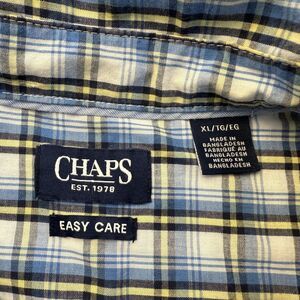 CHAPS
EST. 1978
EASY CARE
XL/TG/EG
MADE IN
BANGLADESH
FABRIQUÉ AU
BANGLADESH
HECHO EN
BANGLADESH